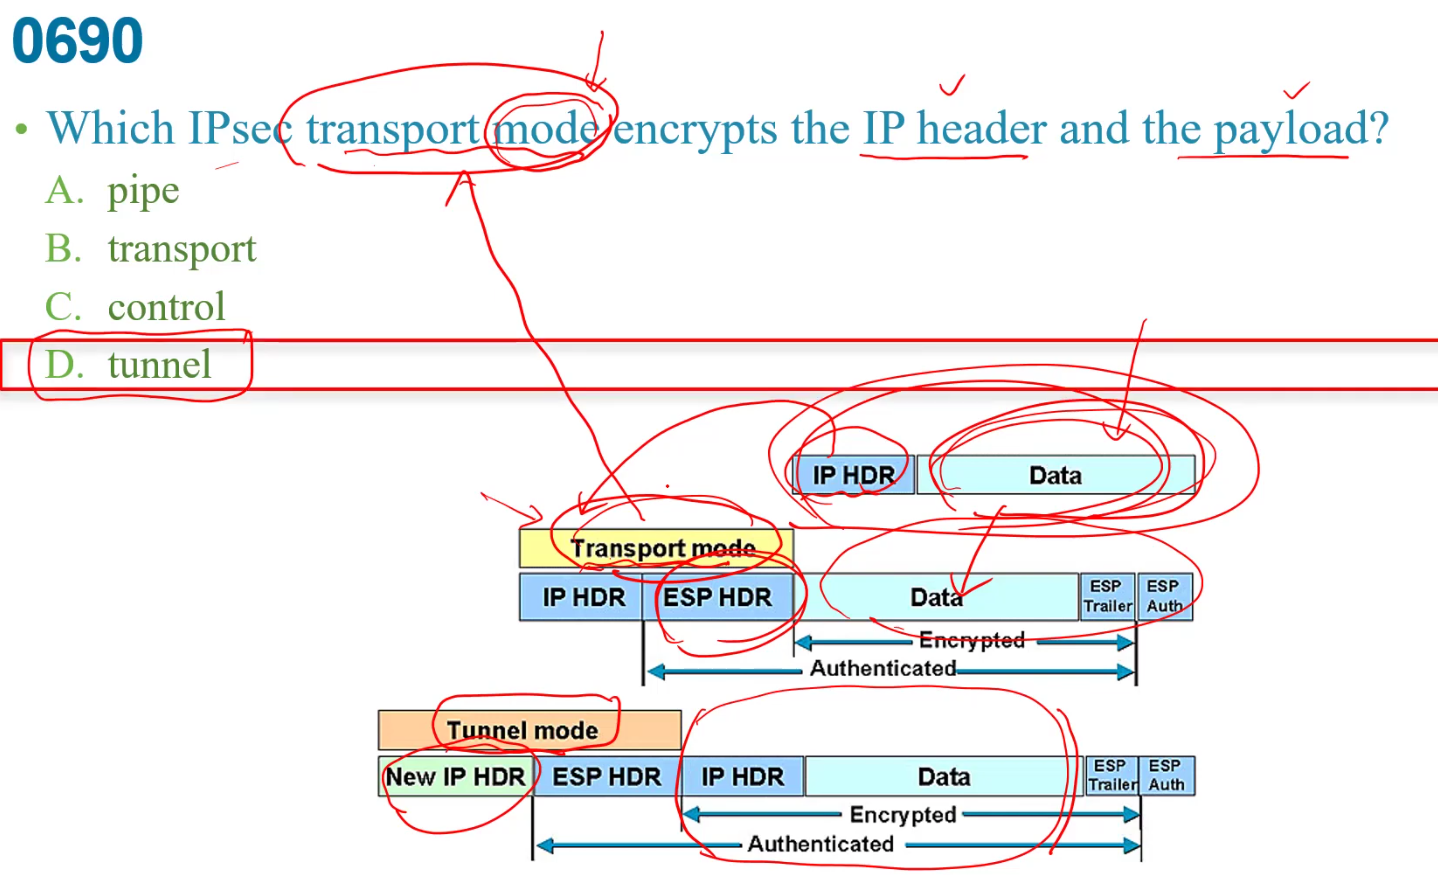 0690
• Which IPsec transport mode encrypts the IP header and the payload?
A. pipe
B. transport
C. control
D. tunnel
IP HDR Data
Transport mode
IP HDR ESP HDR Data ESP Trailer ESP Auth
Encrypted
Authenticated
Tunnel mode
New IP HDR ESP HDR IP HDR Data ESP Trailer ESP Auth
Encrypted
Authenticated